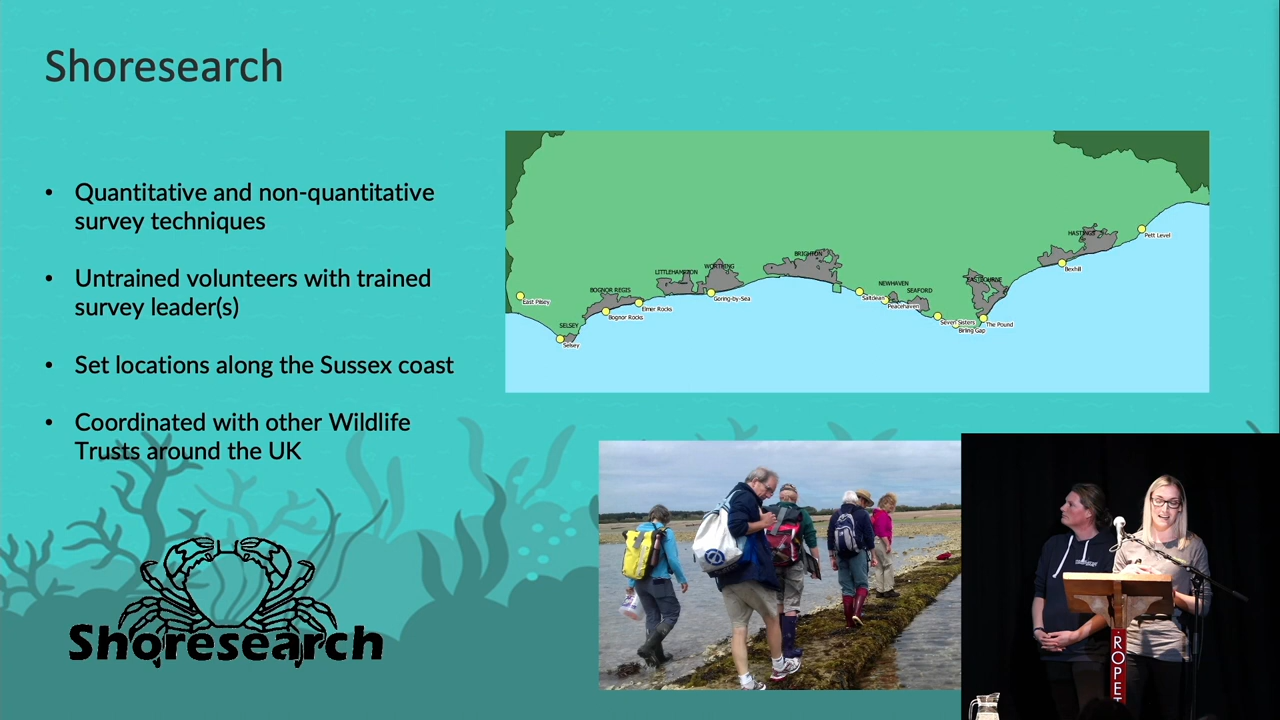 Shoresearch
• Quantitative and non-quantitative
survey techniques
• Untrained volunteers with trained
survey leader(s)
• Set locations along the Sussex coast
• Coordinated with other Wildlife
Trusts around the UK
Shoresearch
HASTINGS
Pett Level
BRIGHTON
Bexhill
WORTHING
LITTLEHAMPTON
EASTBOURNE
NEWHAVEN
BOGNOR REGIS
SEAFORD
East Pilsey
Goring-by-Sea
Saltdean
Elmer Rocks
Peacehaven
Bognor Rocks
Seven Sisters
The Pound
SELSEY
Birling Gap
Selsey
ROPET